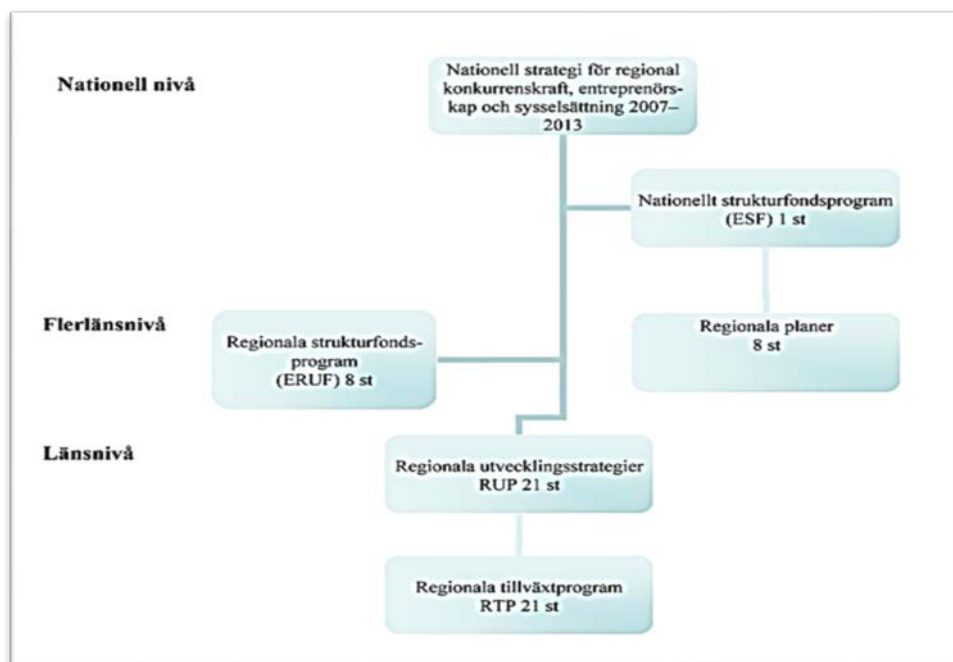 Nationell nivå
Nationell strategi för regional
konkurrenskraft, entreprenörs-
kap och sysselsättning 2007–
2013
Nationellt strukturfondsprogram
(ESF) 1 st
Flerlänsnivå
Regionala strukturfonds-
program
(ERUF) 8 st
Regionala planer
8 st
Länsnivå
Regionala utvecklingsstrategier
RUP 21 st
Regionala tillväxtprogram
RTP 21 st